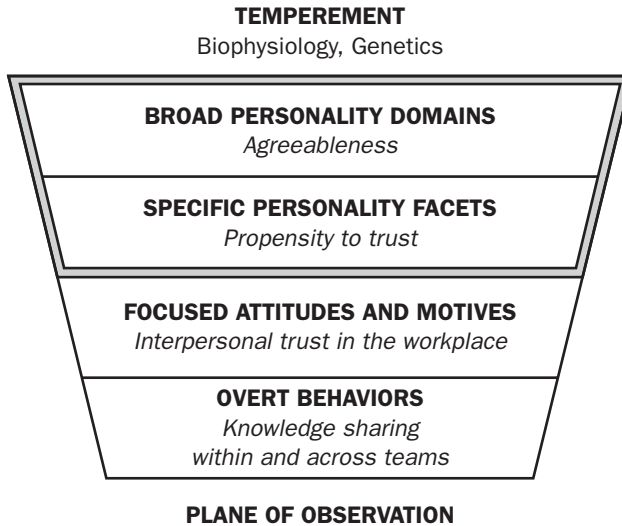 TEMPEREMENT
Biophysiology, Genetics
BROAD PERSONALITY DOMAINS
Agreeableness
SPECIFIC PERSONALITY FACETS
Propensity to trust
FOCUSED ATTITUDES AND MOTIVES
Interpersonal trust in the workplace
OVERT BEHAVIORS
Knowledge sharing
within and across teams
PLANE OF OBSERVATION